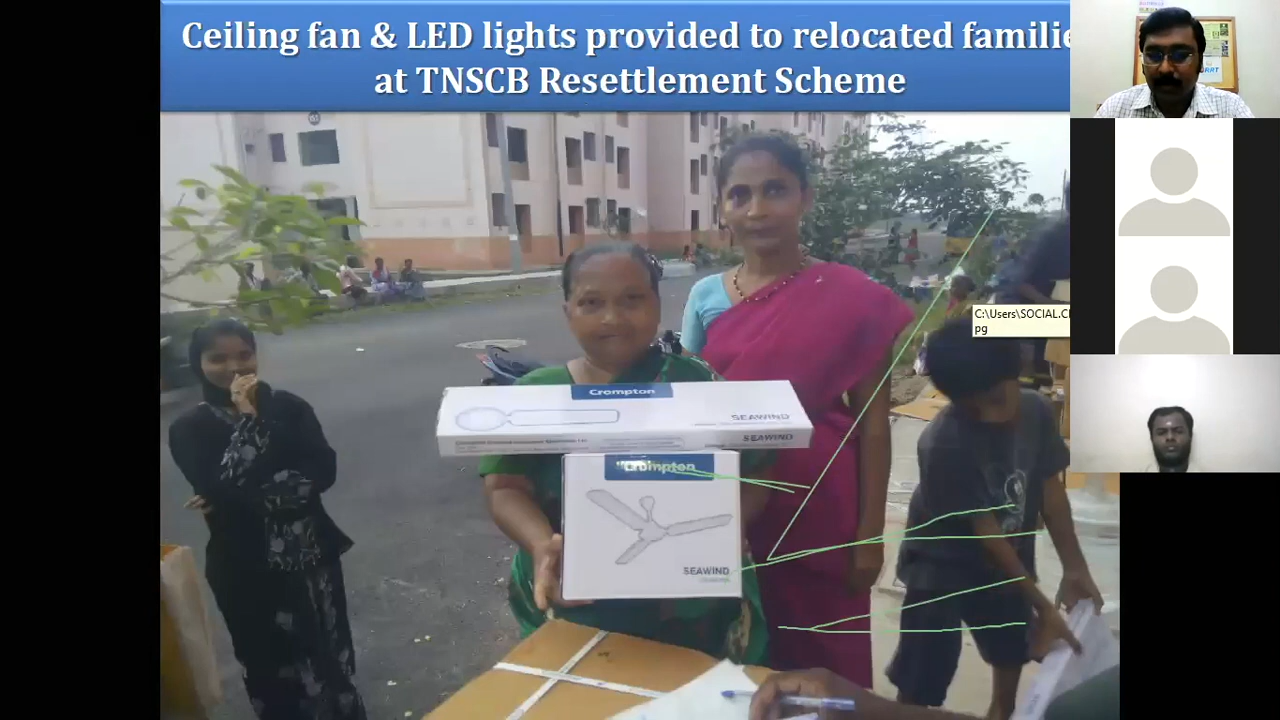 Ceiling fan & LED lights provided to relocated familie
at TNSCB Resettlement Scheme
C:\Users\SOCIAL.CI
pg
Crompton
SEAWIND
SEAWIND
Crompton
SEAWIND